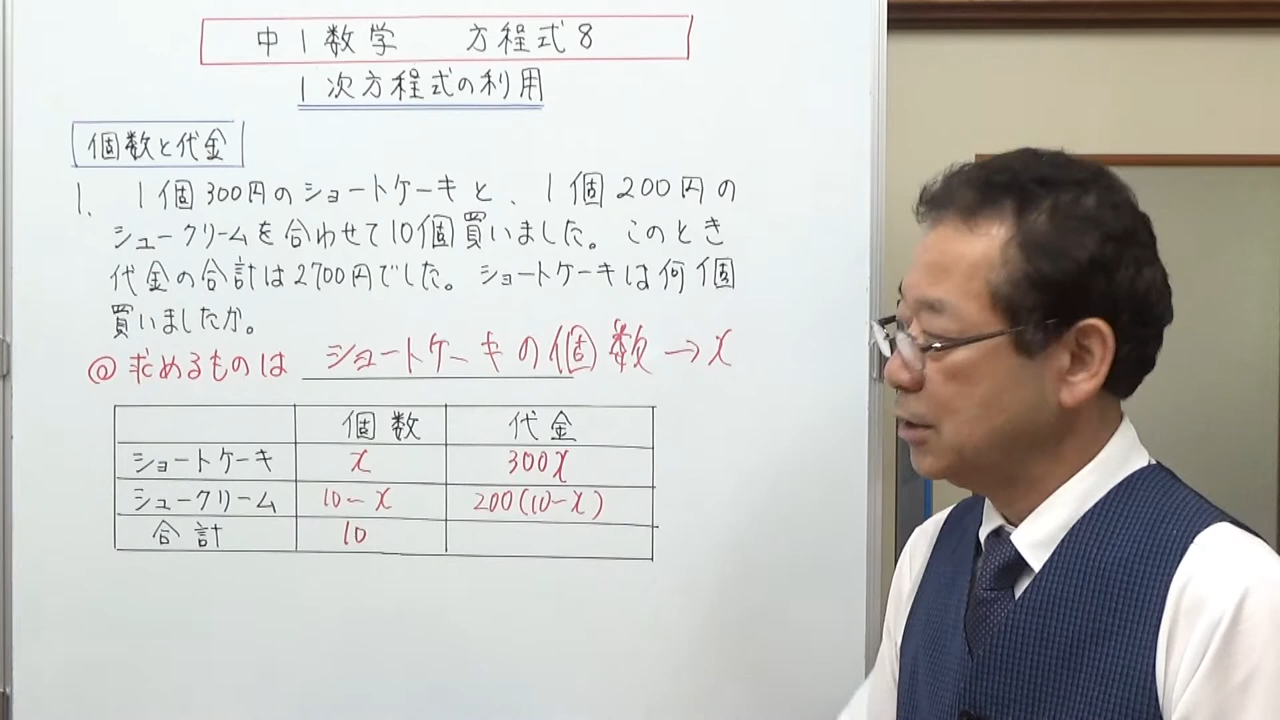 中1数学 方程式8
1次方程式の利用
個数と代金
1. 1個300円のショートケーキと、1個200円の
シュークリームを合わせて10個買いました。このとき
代金の合計は2700円でした。ショートケーキは何個
買いましたか。
◎求めるものは ショートケーキの個数→x
個数 代金
ショートケーキ x 300x
シュークリーム 10-x 200(10-x)
合計 10